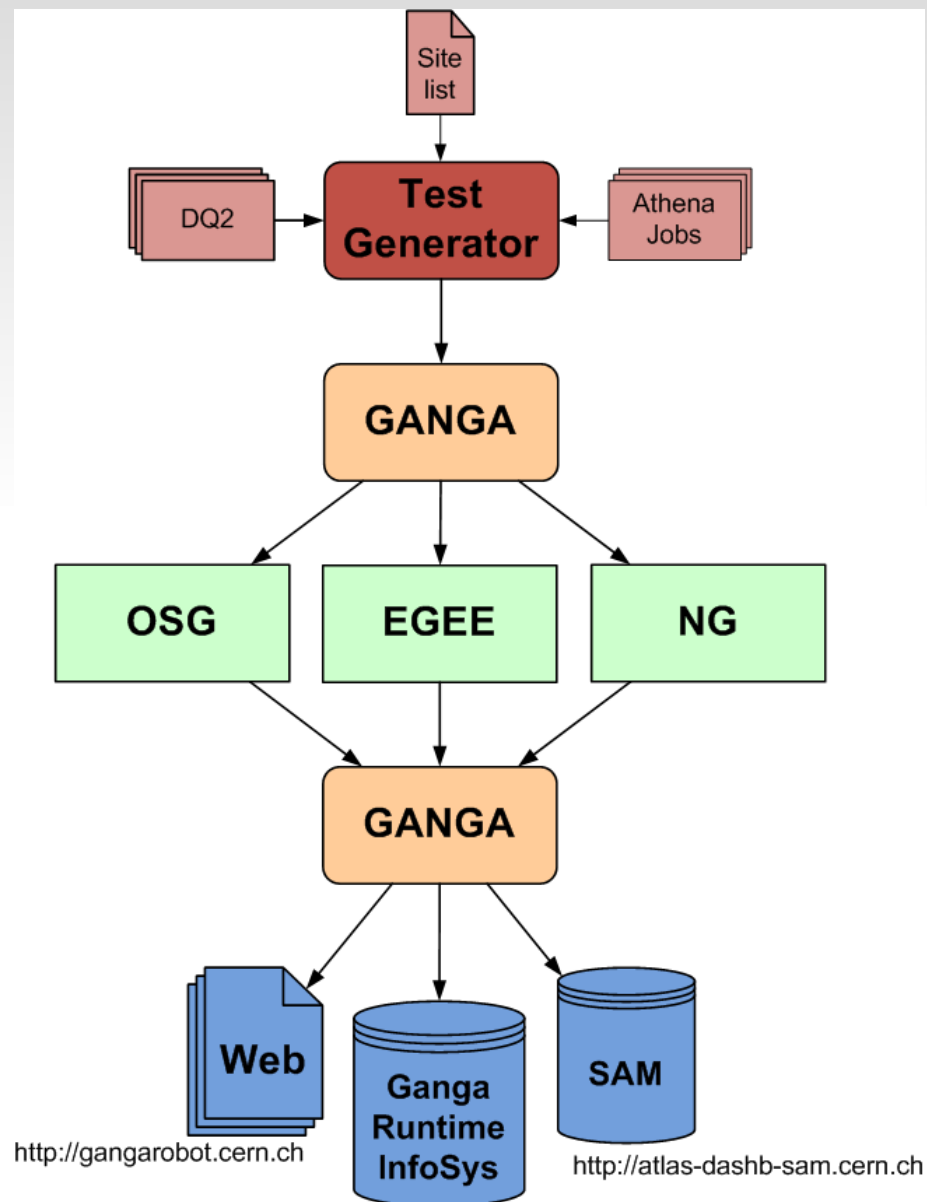 Site
list
DQ2
Test
Generator
Athena
Jobs
GANGA
OSG
EGEE
NG
GANGA
Web
Ganga
Runtime
InfoSys
SAM
http://gangarobot.cern.ch
http://atlas-dashb-sam.cern.ch